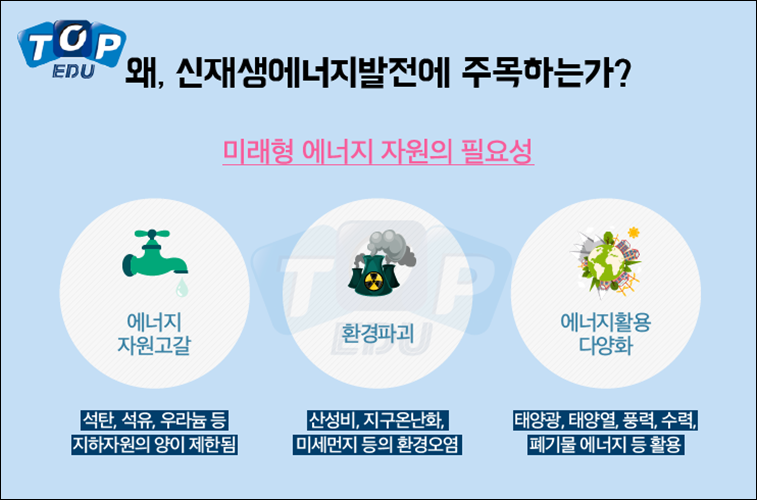 TOP
EDU
왜, 신재생에너지발전에 주목하는가?
미래형 에너지 자원의 필요성
TOP
EDU
에너지
자원고갈
환경파괴
에너지활용
다양화
석탄, 석유, 우라늄 등
지하자원의 양이 제한됨
산성비, 지구온난화,
미세먼지 등의 환경오염
태양광, 태양열, 풍력, 수력,
폐기물 에너지 등 활용